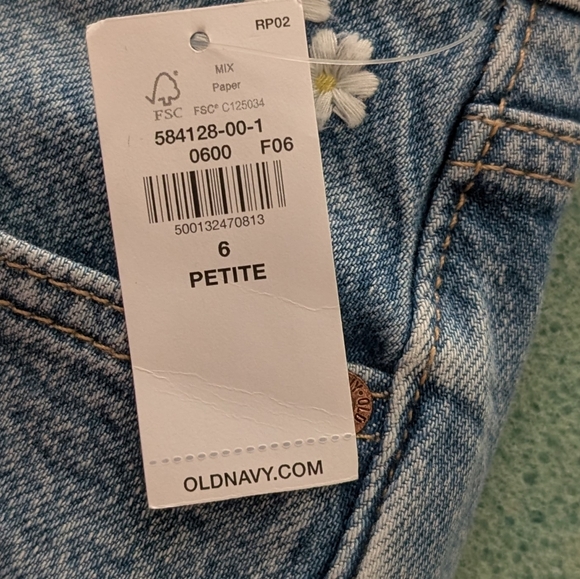 RP02
MIX
Paper
FSC FSC® C125034
584128-00-1
0600 F06
500132470813
6
PETITE
OLDNAVY.COM